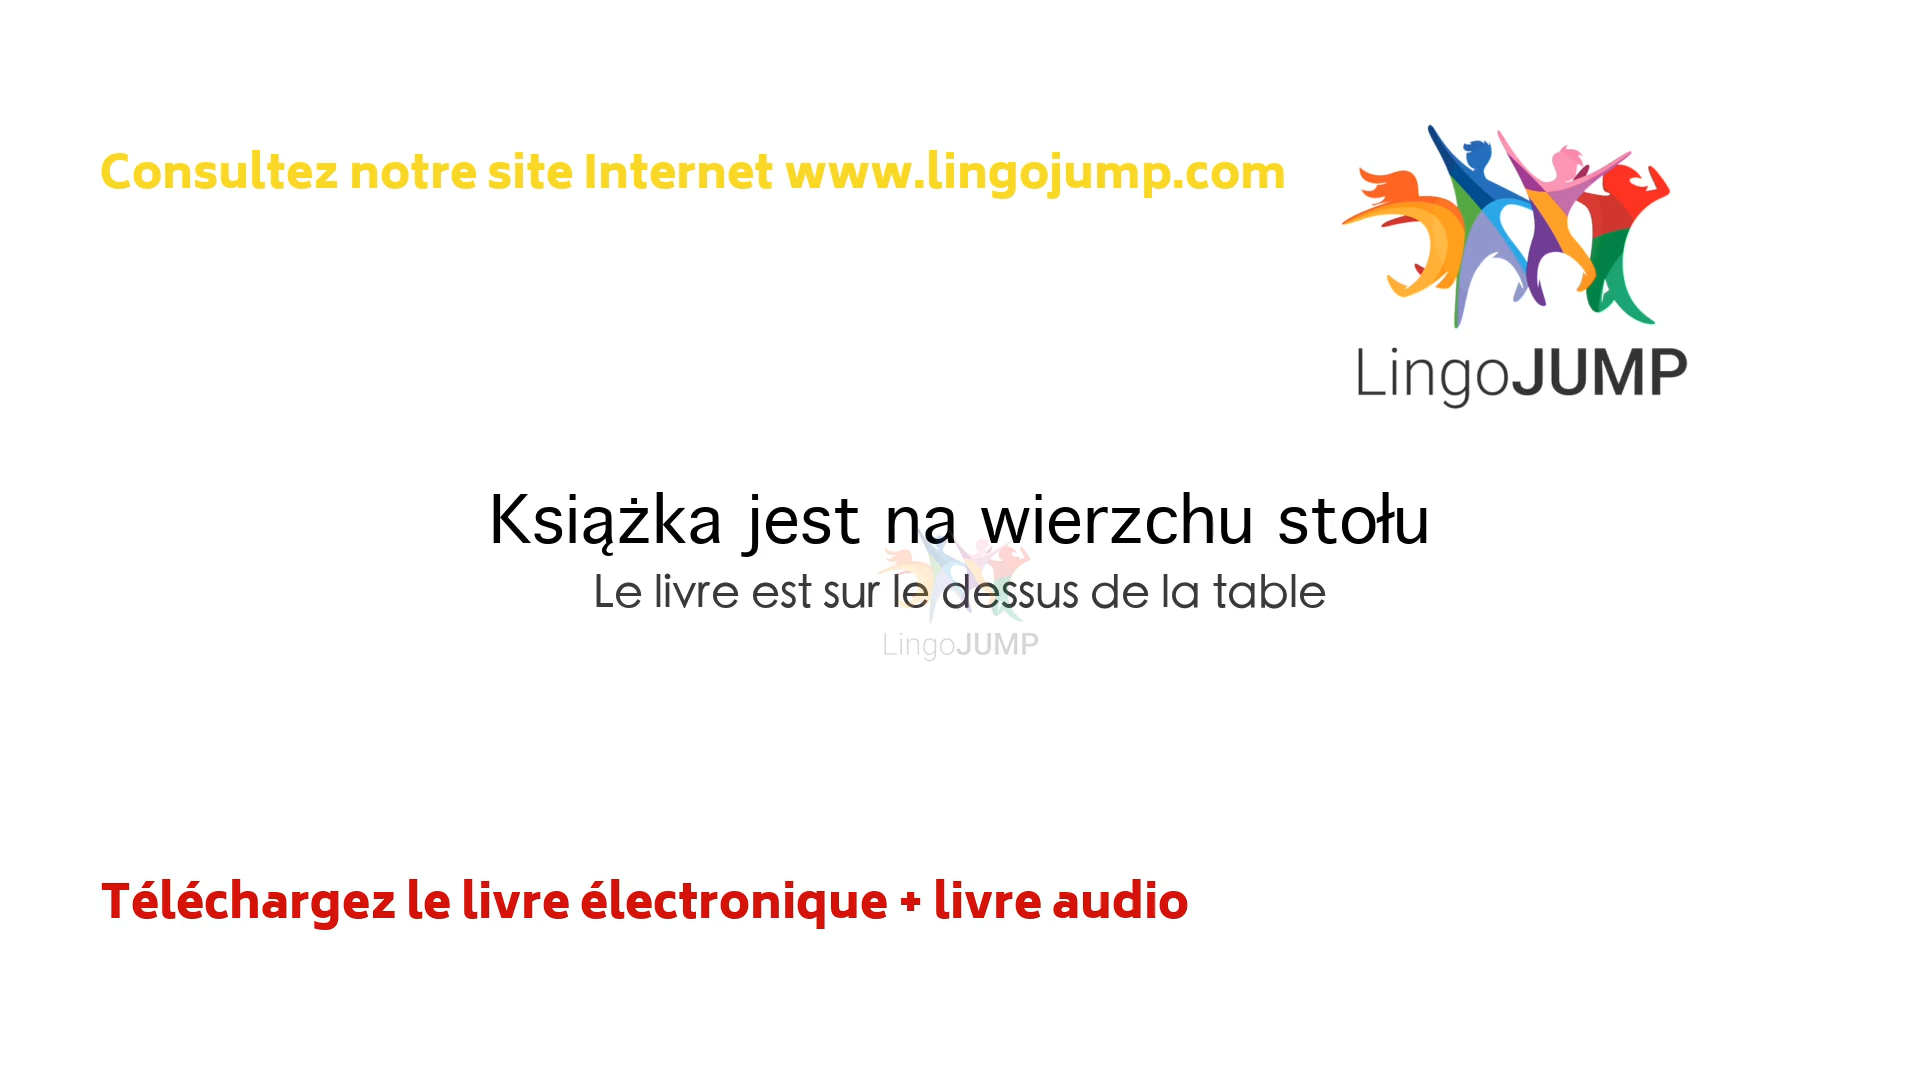 Consultez notre site Internet www.lingojump.com
LingoJUMP
Książka jest na wierzchu stołu
Le livre est sur le dessus de la table
LingoJUMP
Téléchargez le livre électronique + livre audio